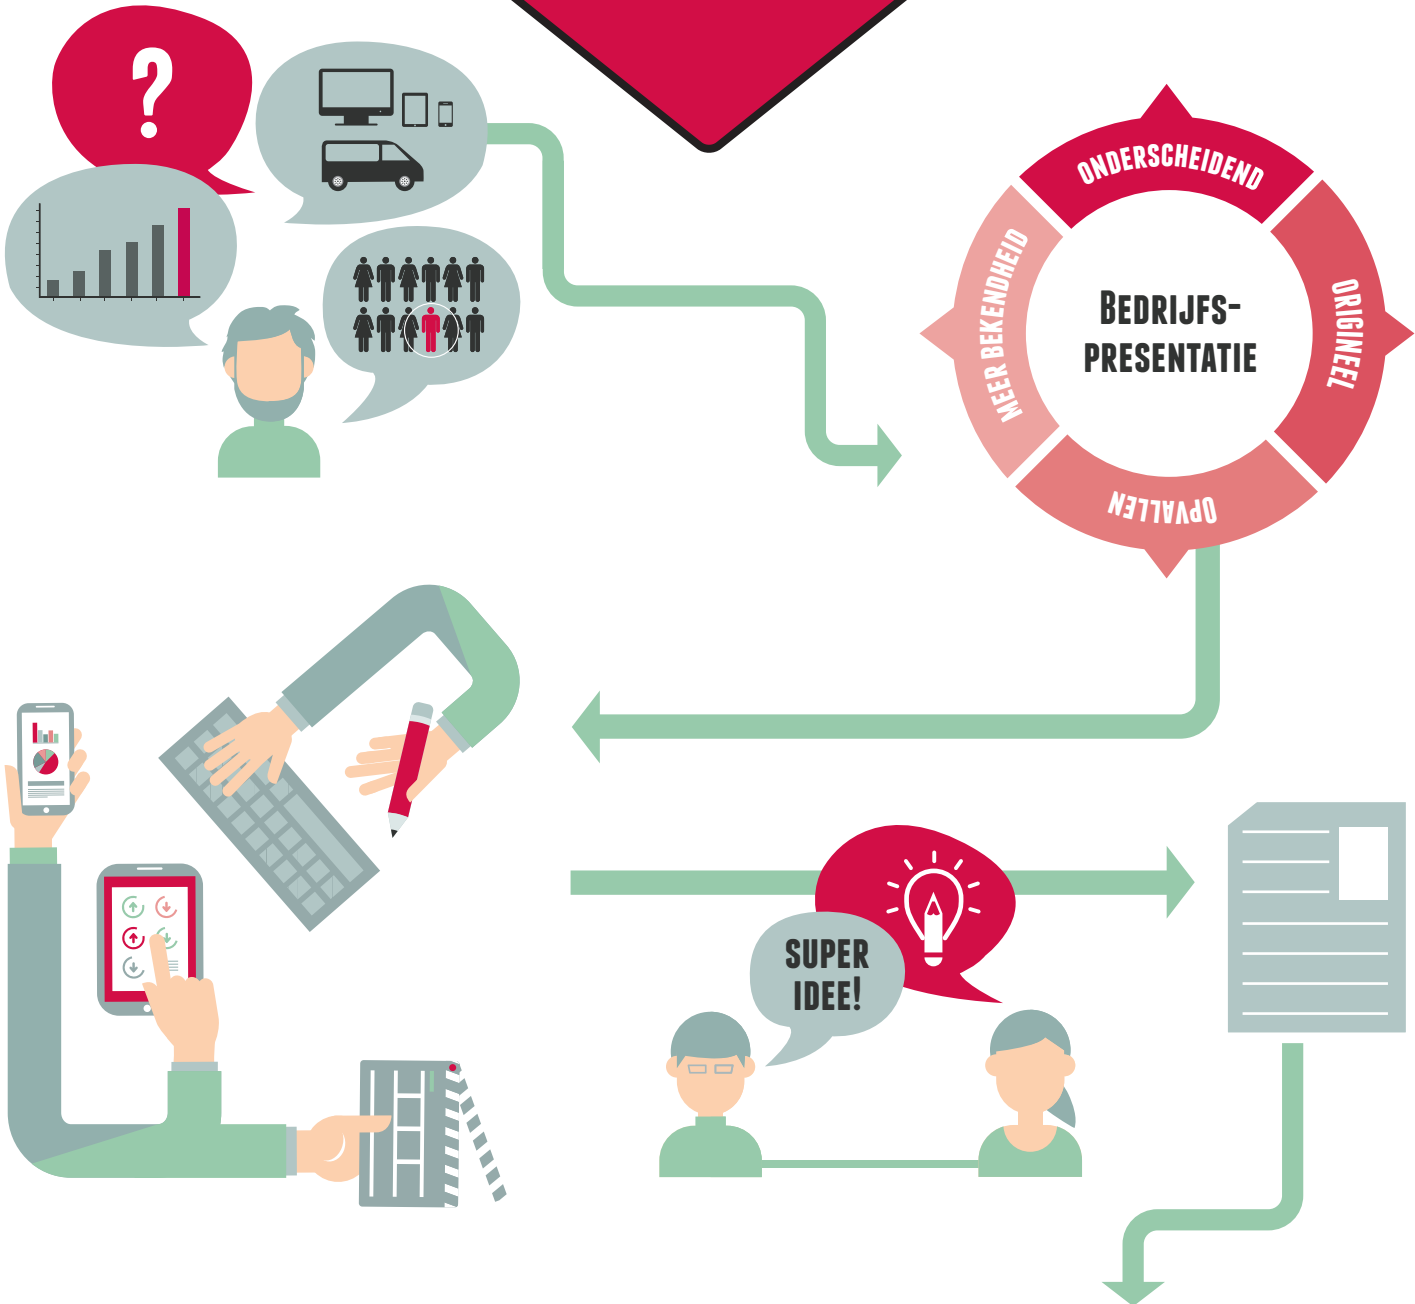 ?
ONDERSCHEIDEND
ORIGINEEL
OPVALLEN
MEER BEKENDHEID
BEDRIJFS-
PRESENTATIE
SUPER
IDEE!